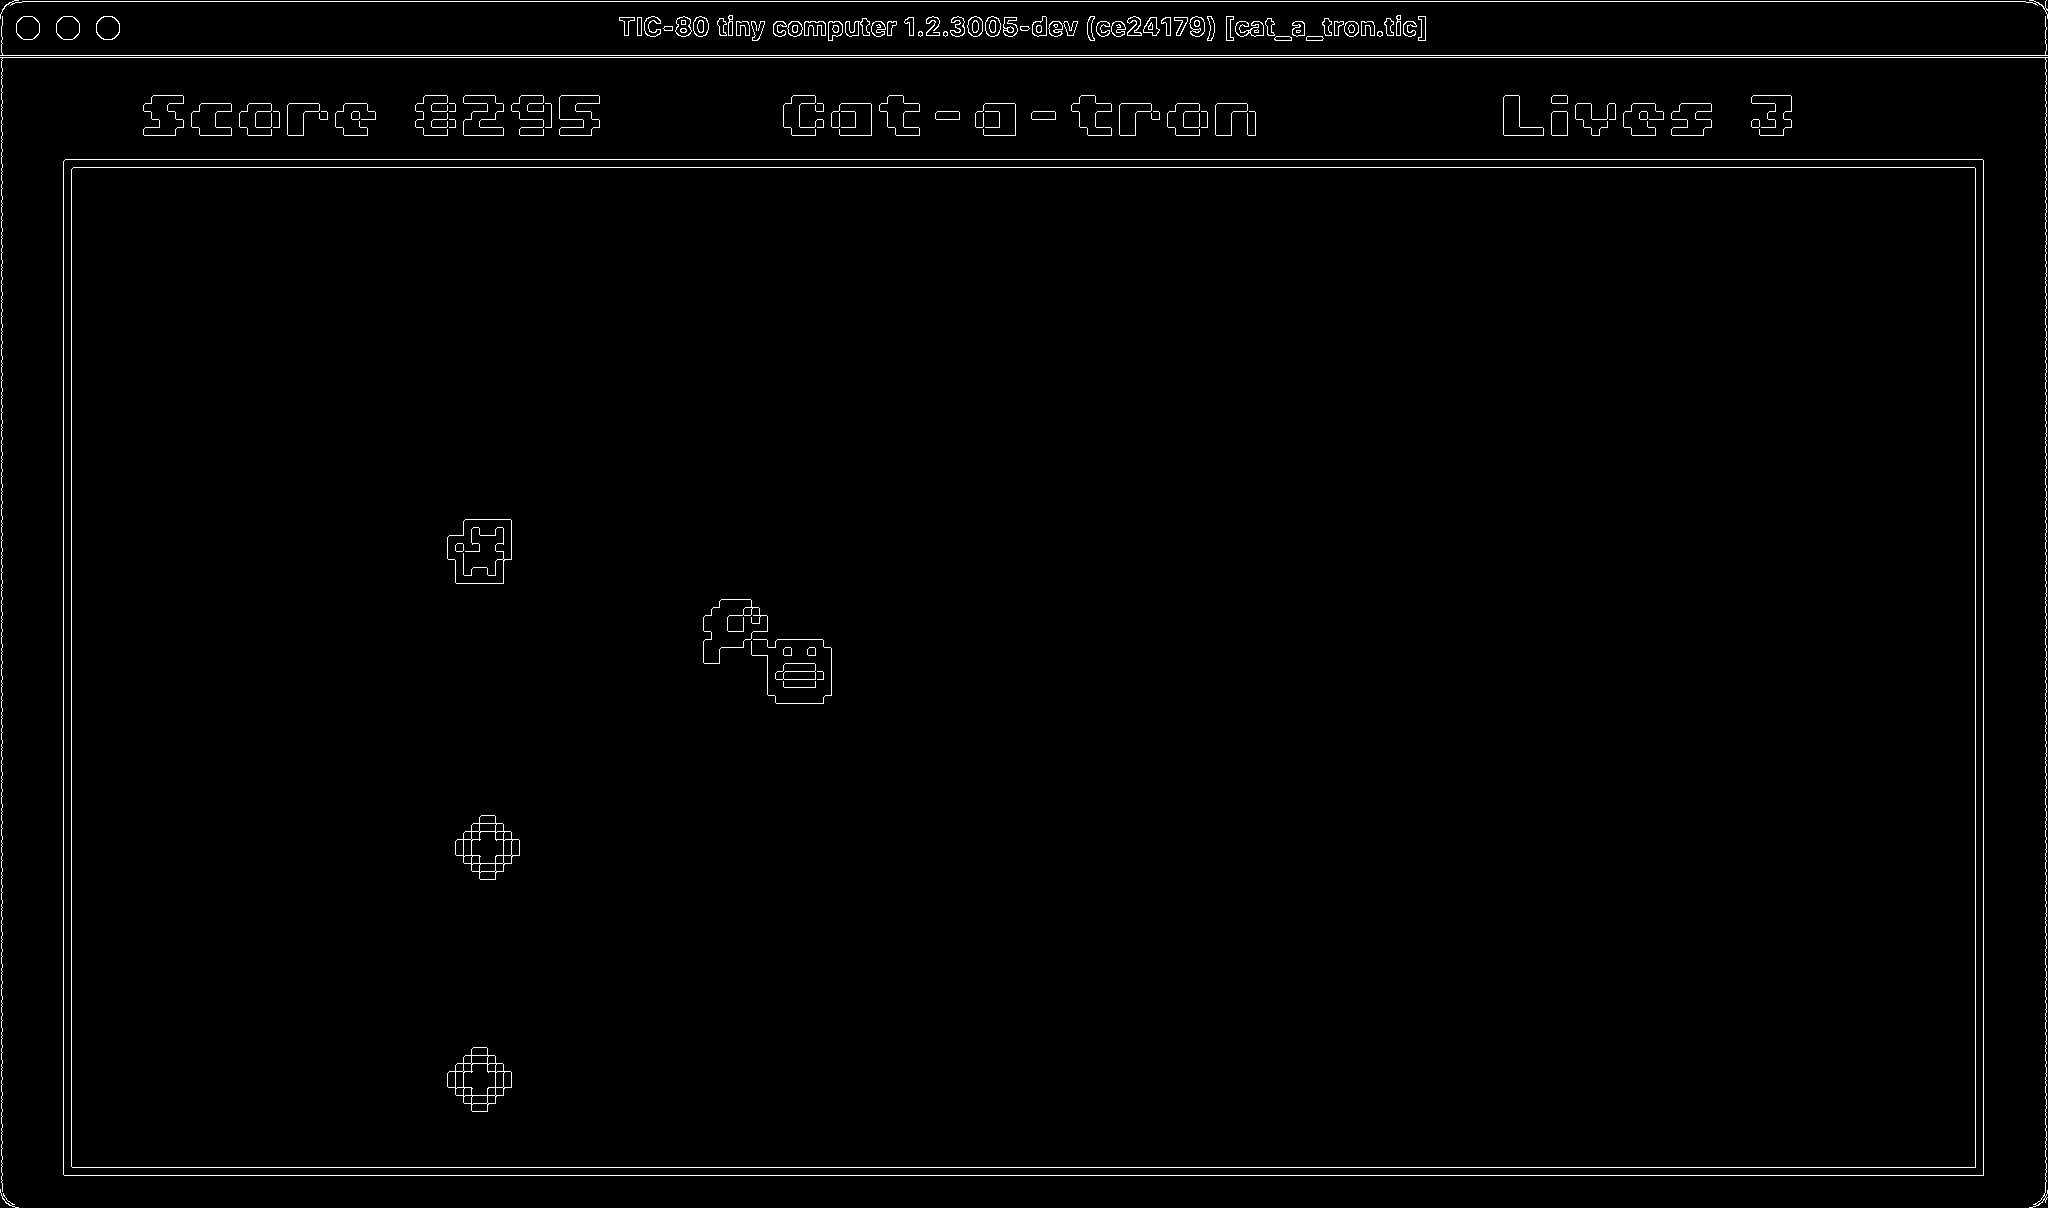 TIC-80 tiny computer 1.2.3005-dev (ce24179) [cat_a_tron.tic]
Score 8295 Cat-a-tron Lives 3